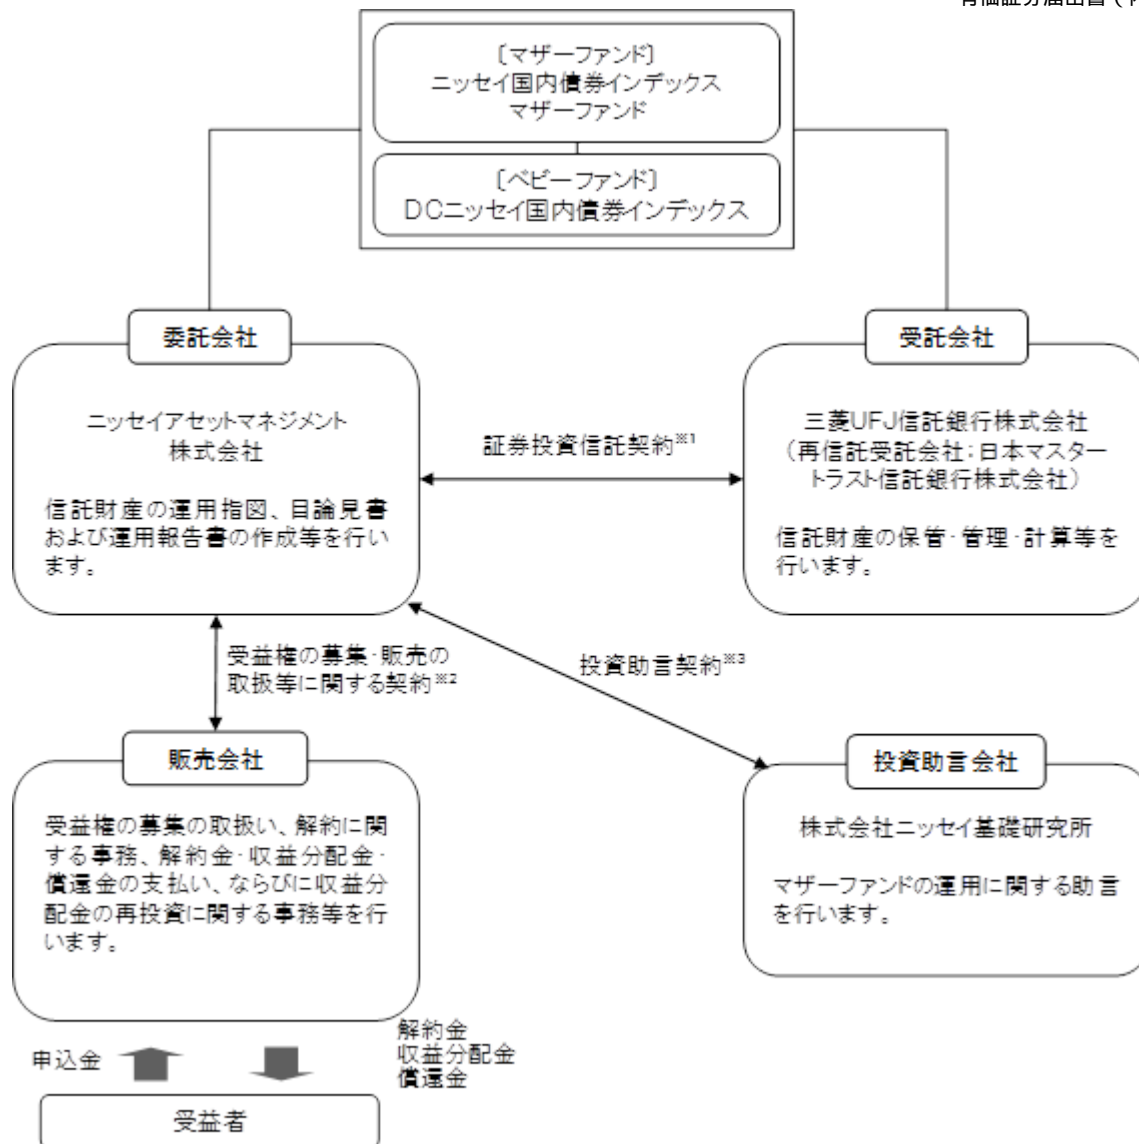 有価証券届出書
〔マザーファンド〕
ニッセイ国内債券インデックス
マザーファンド
〔ベビーファンド〕
DCニッセイ国内債券インデックス
委託会社
ニッセイアセットマネジメント
株式会社
信託財産の運用指図、目論見書
および運用報告書の作成等を行い
ます。
証券投資信託契約※1
受託会社
三菱UFJ信託銀行株式会社
（再信託受託会社：日本マスター
トラスト信託銀行株式会社）
信託財産の保管・管理・計算等を
行います。
受益権の募集・販売の
取扱等に関する契約※2
投資助言契約※3
販売会社
受益権の募集の取扱い、解約に関
する事務、解約金・収益分配金・
償還金の支払い、ならびに収益分
配金の再投資に関する事務等を行
います。
投資助言会社
株式会社ニッセイ基礎研究所
マザーファンドの運用に関する助言
を行います。
申込金
解約金
収益分配金
償還金
受益者